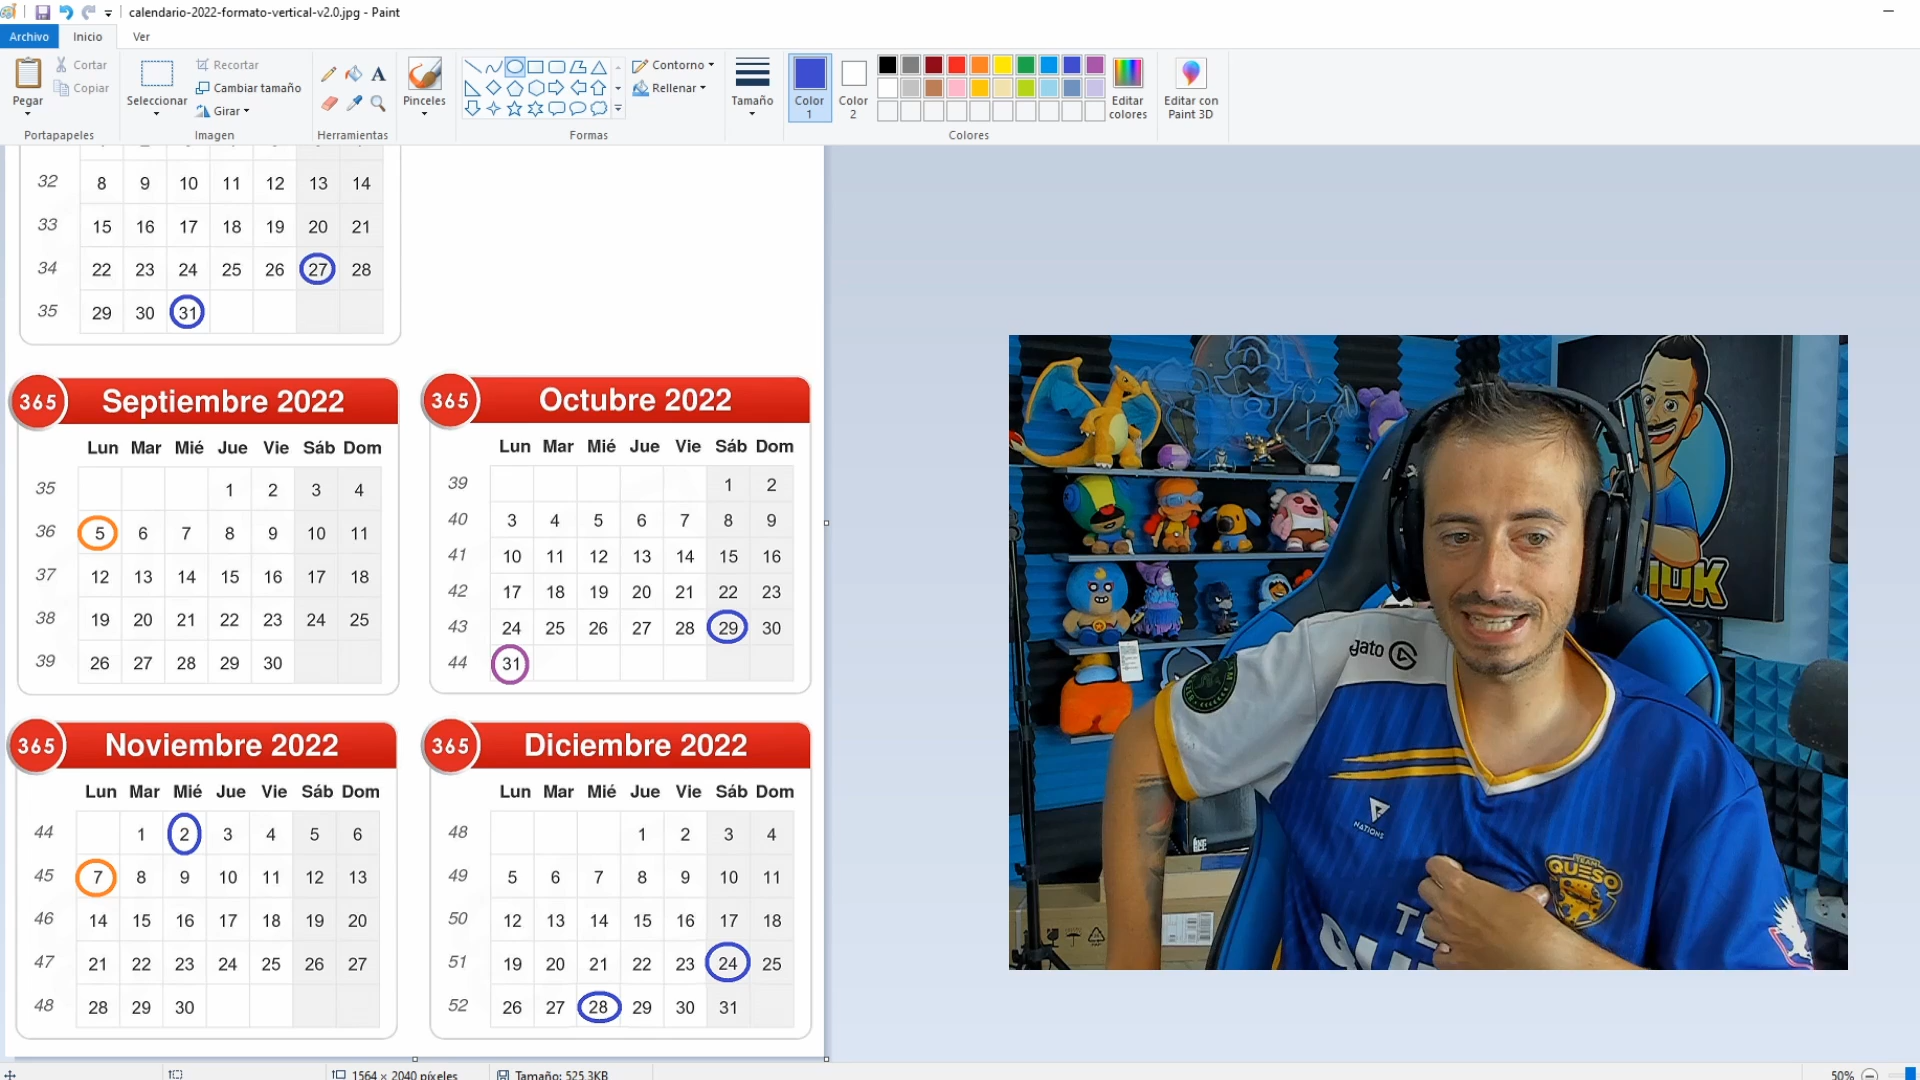 calendario-2022-formato-vertical-v2.0.jpg - Paint
Archivo Inicio Ver
Pegar
Cortar
Copiar
Portapapeles
Seleccionar
Recortar
Cambiar tamaño
Girar
Imagen
A
Herramientas
Pinceles
Contorno
Rellenar
Formas
Tamaño
Color 1
Color 2
Editar colores
Colores
Editar con Paint 3D
32 8 9 10 11 12 13 14
33 15 16 17 18 19 20 21
34 22 23 24 25 26 27 28
35 29 30 31
365 Septiembre 2022
Lun Mar Mié Jue Vie Sáb Dom
35 1 2 3 4
36 5 6 7 8 9 10 11
37 12 13 14 15 16 17 18
38 19 20 21 22 23 24 25
39 26 27 28 29 30
365 Octubre 2022
Lun Mar Mié Jue Vie Sáb Dom
39 1 2
40 3 4 5 6 7 8 9
41 10 11 12 13 14 15 16
42 17 18 19 20 21 22 23
43 24 25 26 27 28 29 30
44 31
365 Noviembre 2022
Lun Mar Mié Jue Vie Sáb Dom
44 1 2 3 4 5 6
45 7 8 9 10 11 12 13
46 14 15 16 17 18 19 20
47 21 22 23 24 25 26 27
48 28 29 30
365 Diciembre 2022
Lun Mar Mié Jue Vie Sáb Dom
48 1 2 3 4
49 5 6 7 8 9 10 11
50 12 13 14 15 16 17 18
51 19 20 21 22 23 24 25
52 26 27 28 29 30 31
gato
NATIONS
TEAM
QUESO
1564 × 2040 píxeles
Tamaño: 525,3KB
50%